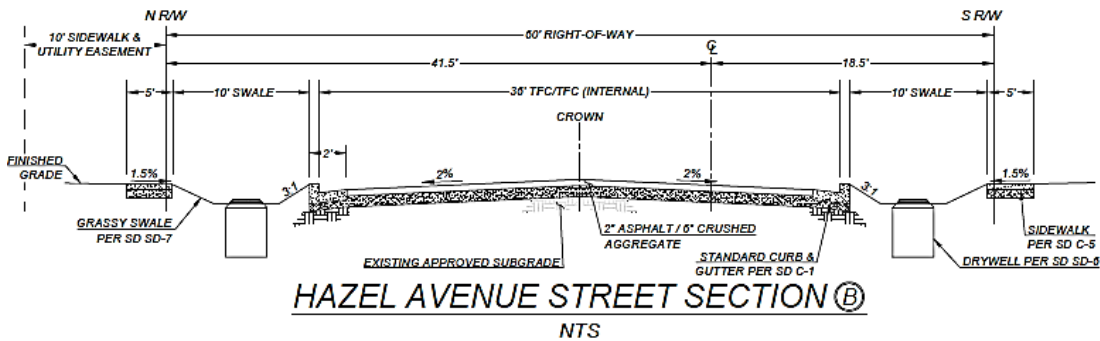 N R/W
S R/W
10' SIDEWALK &
UTILITY EASEMENT
60' RIGHT-OF-WAY
℄
41.5'
18.5'
5'
10' SWALE
36' TFC/TFC (INTERNAL)
10' SWALE
5'
CROWN
2'
FINISHED
GRADE
1.5%
3:1
2%
2%
3:1
1.5%
GRASSY SWALE
PER SD SD-7
2" ASPHALT / 6" CRUSHED
AGGREGATE
SIDEWALK
PER SD C-5
EXISTING APPROVED SUBGRADE
STANDARD CURB &
GUTTER PER SD C-1
DRYWELL PER SD SD-6
HAZEL AVENUE STREET SECTION B
NTS